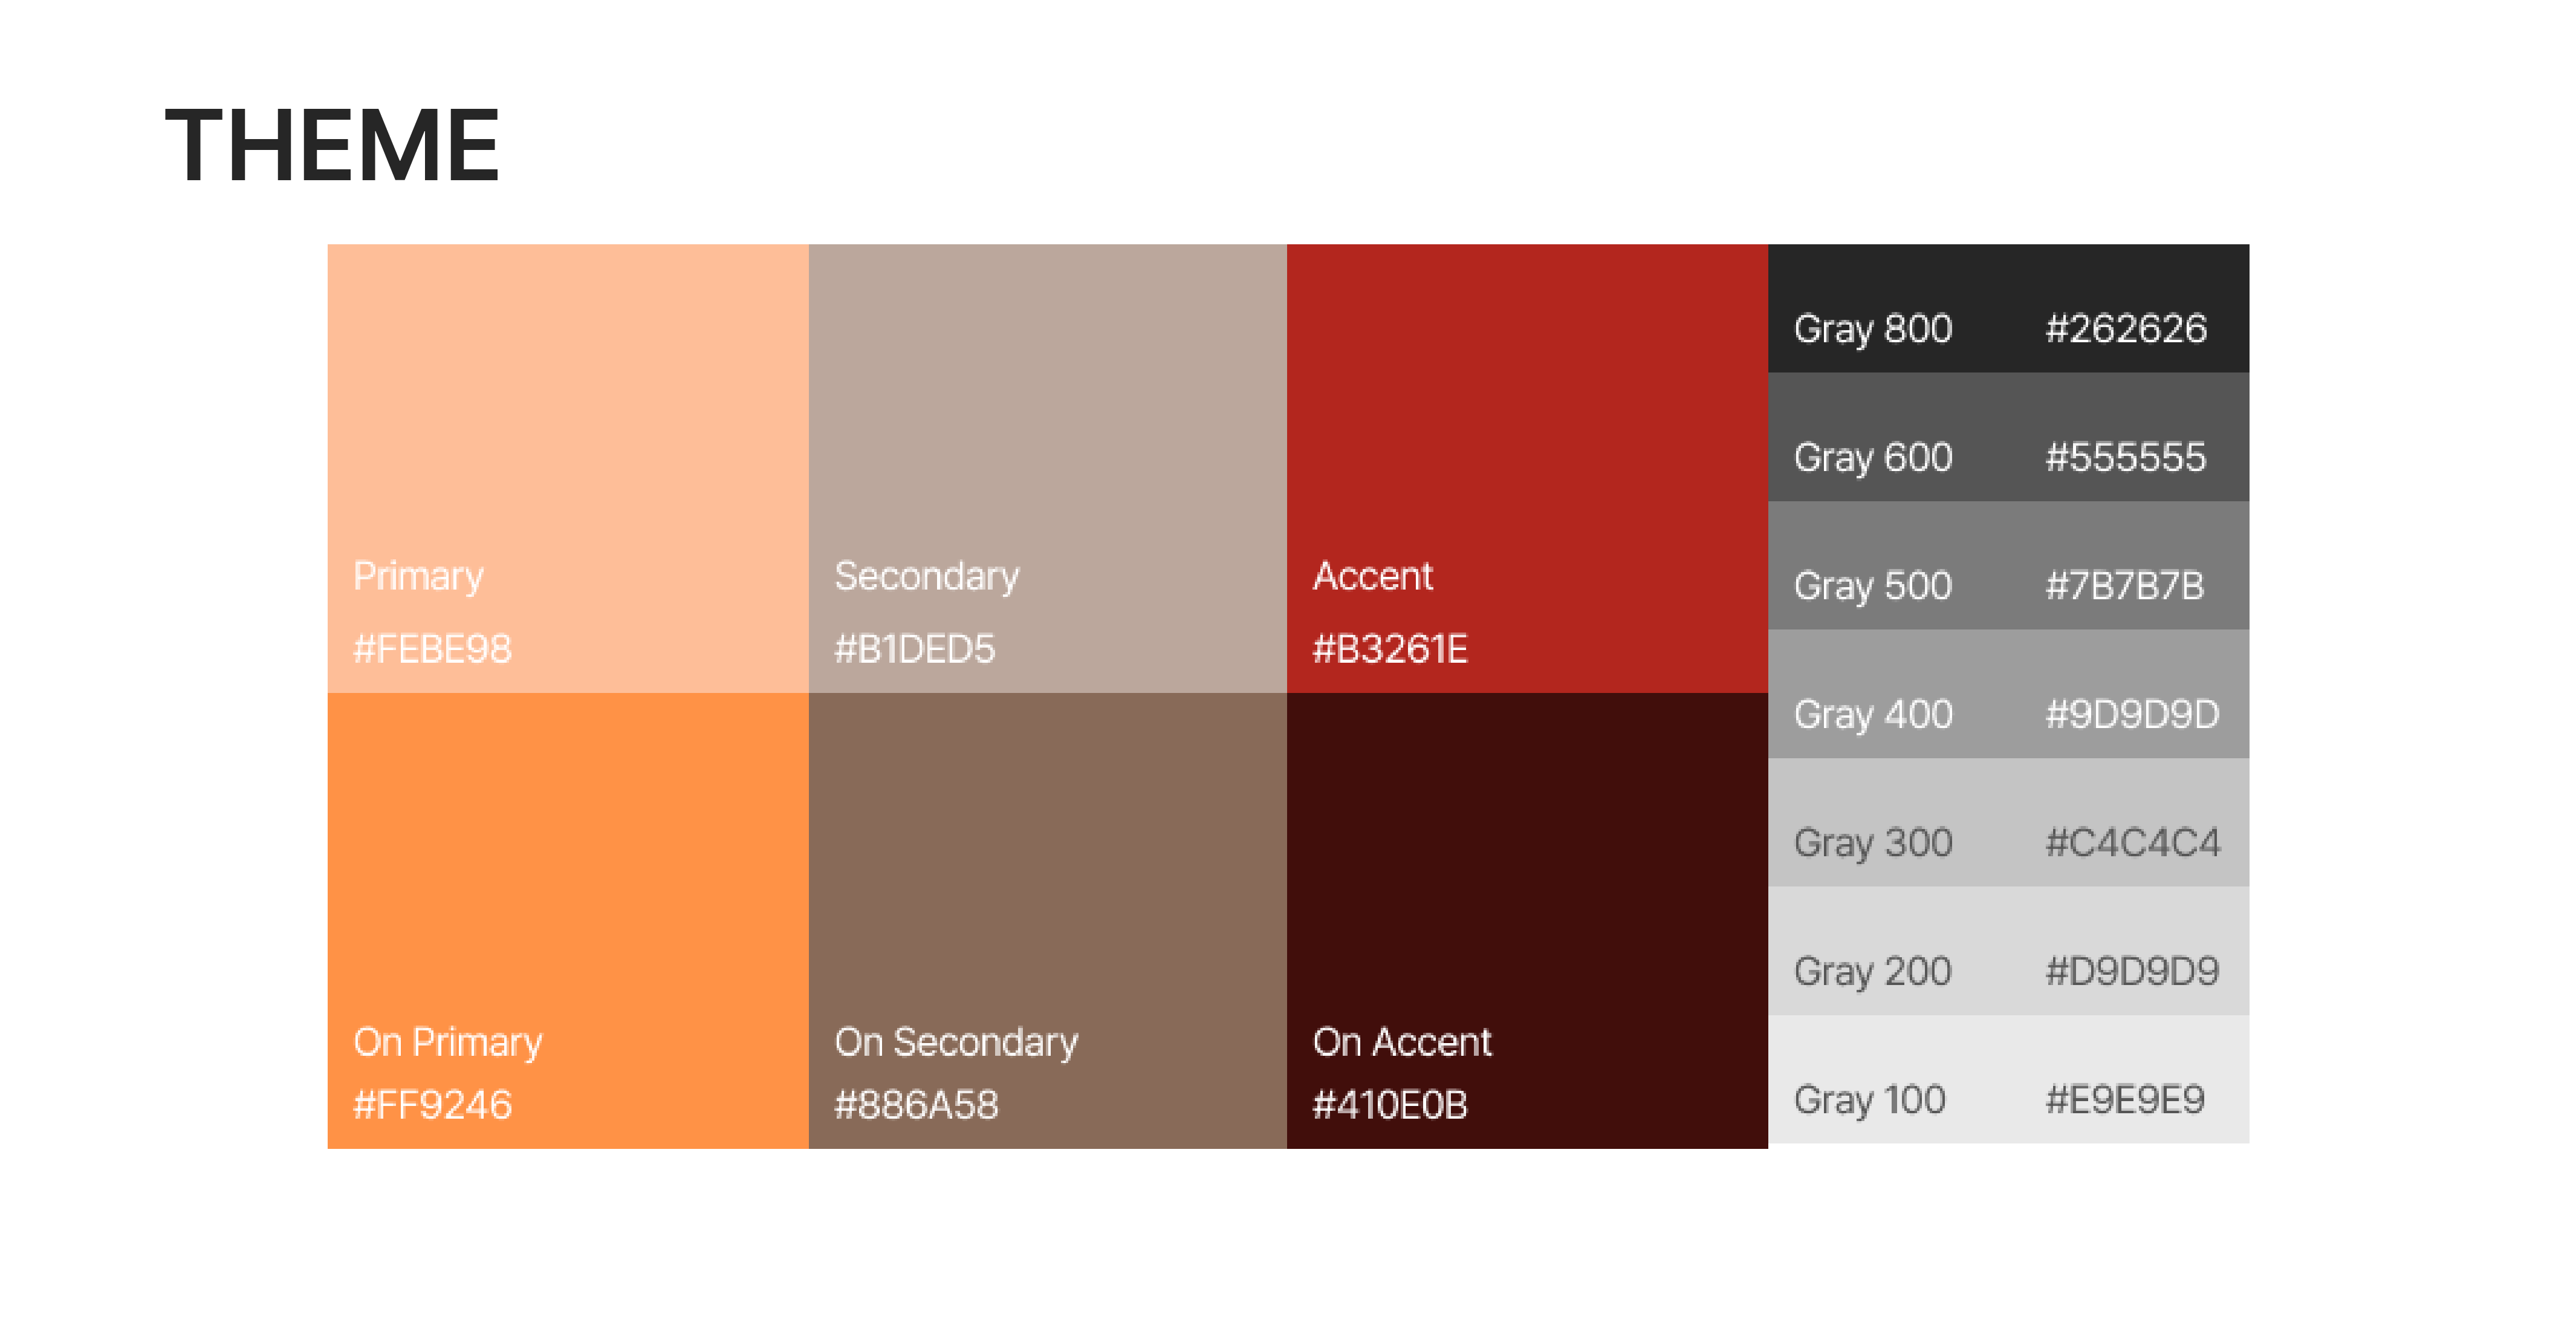 THEME
Primary
#FEBE98
Secondary
#B1DED5
Accent
#B3261E
On Primary
#FF9246
On Secondary
#886A58
On Accent
#410E0B
Gray 800 #262626
Gray 600 #555555
Gray 500 #7B7B7B
Gray 400 #9D9D9D
Gray 300 #C4C4C4
Gray 200 #D9D9D9
Gray 100 #E9E9E9